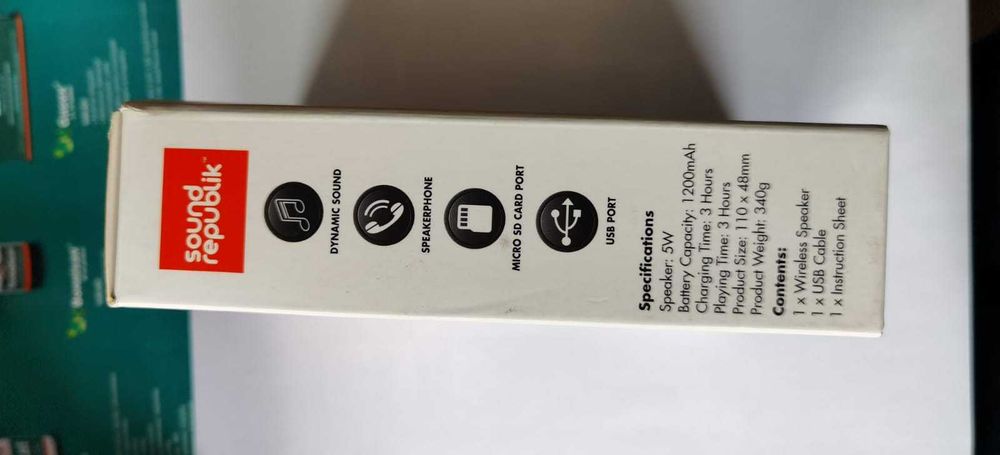 sound
republik™
DYNAMIC SOUND
SPEAKERPHONE
MICRO SD CARD PORT
USB PORT
Specifications
Speaker: 5W
Battery Capacity: 1200mAh
Charging Time: 3 Hours
Playing Time: 3 Hours
Product Size: 110 x 48mm
Product Weight: 340g
Contents:
1 x Wireless Speaker
1 x USB Cable
1 x Instruction Sheet